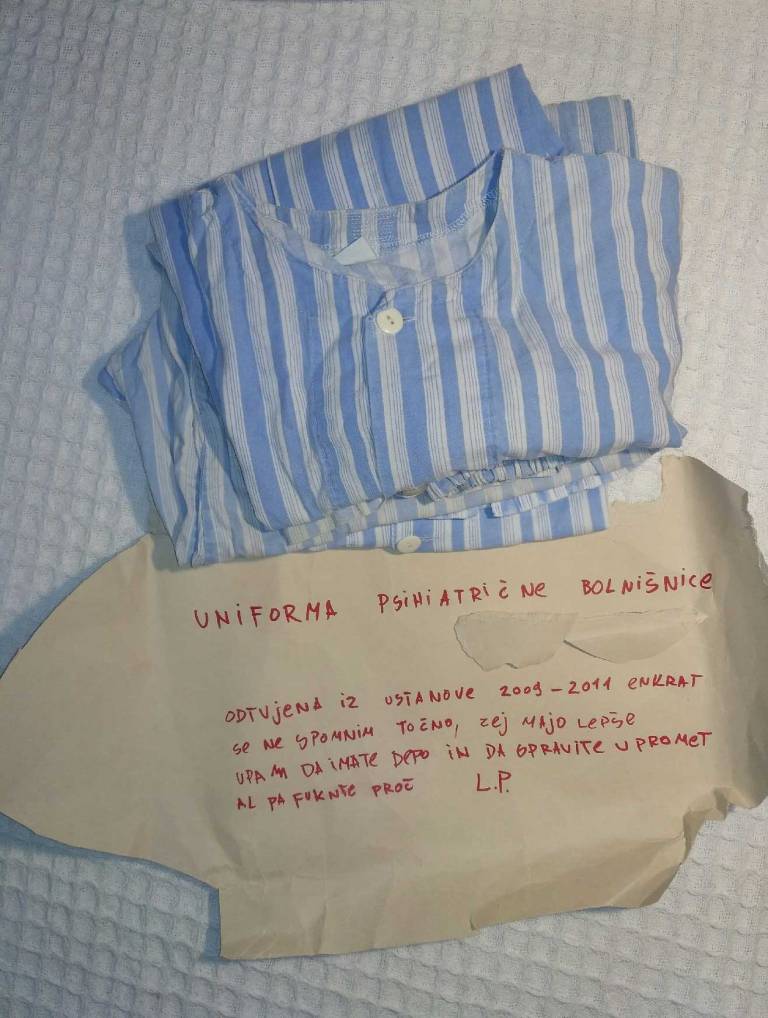 UNIFORMA PSIHIATRIČNE BOLNIŠNICE
ODTUJENA IZ USTANOVE 2009-2011 ENKRAT
SE NE SPOMNIM TOČNO, ZEJ MAJO LEPŠE
UPAM DA IMATE DEPO IN DA SPRAVITE U PROMET
AL PA FUKNTE PROČ L.P.